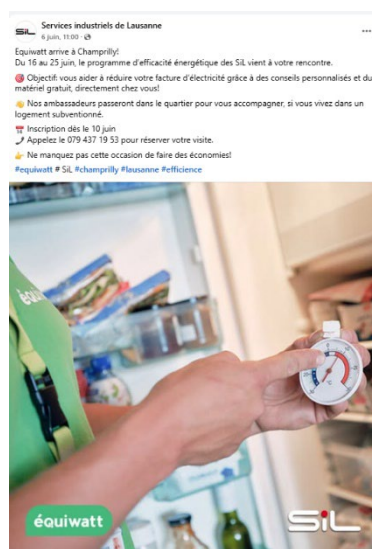 SiL
Services industriels de Lausanne
6 juin, 11:00 ·
Equiwatt arrive à Champrilly!
Du 16 au 25 juin, le programme d'efficacité énergétique des SiL vient à votre rencontre.
🎯 Objectif: vous aider à réduire votre facture d'électricité grâce à des conseils personnalisés et du
matériel gratuit, directement chez vous!
👋 Nos ambassadeurs passeront dans le quartier pour vous accompagner, si vous vivez dans un
logement subventionné.
📅 Inscription dès le 10 juin
📞 Appelez le 079 437 19 53 pour réserver votre visite.
👉 Ne manquez pas cette occasion de faire des économies!
#equiwatt # SiL #champrilly #lausanne #efficience
équiwatt
SiL